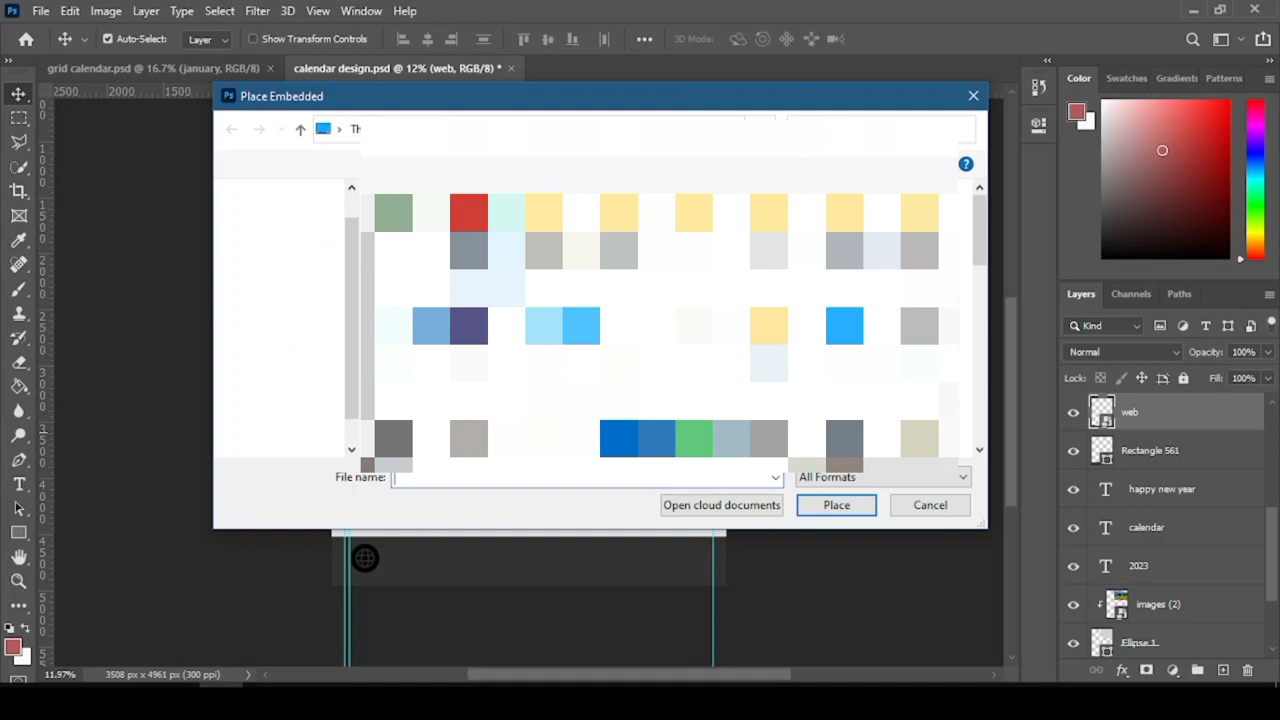 Ps File Edit Image Layer Type Select Filter 3D View Window Help
Auto-Select: Layer Show Transform Controls 3D Mode:
grid calendar.psd @ 16.7% (january, RGB/8) × calendar design.psd @ 12% (web, RGB/8) * ×
2500 2000 1500
Ps Place Embedded
Th
File name: All Formats
Open cloud documents Place Cancel
11.97% 3508 px x 4961 px (300 ppi)
Color Swatches Gradients Patterns
Layers Channels Paths
Kind
Normal Opacity: 100%
Lock: Fill: 100%
web
Rectangle 561
happy new year
calendar
2023
images (2)
Ellipse 1